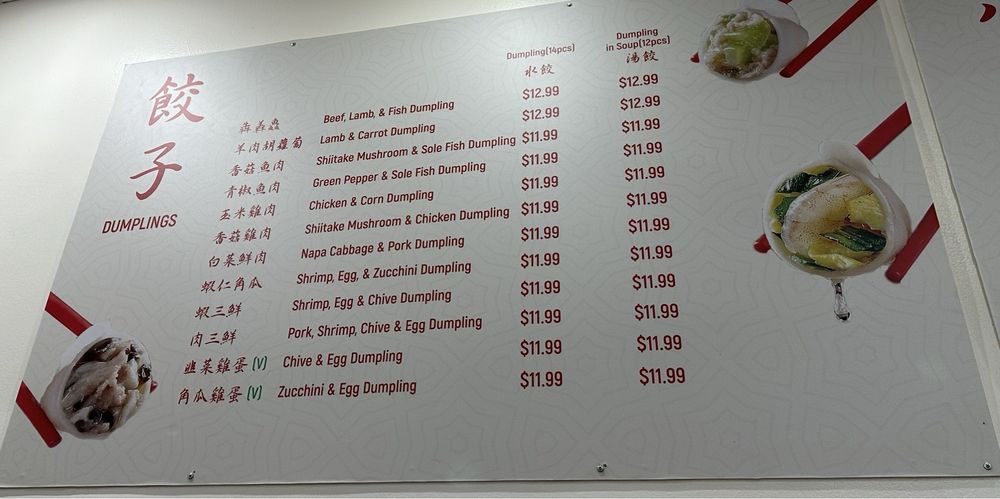 餃子
DUMPLINGS
Dumpling(14pcs)
水餃
Dumpling
in Soup(12pcs)
湯餃
犇羴鱻 Beef, Lamb, & Fish Dumpling $12.99 $12.99
羊肉胡蘿蔔 Lamb & Carrot Dumpling $12.99 $12.99
香菇魚肉 Shiitake Mushroom & Sole Fish Dumpling $11.99 $11.99
青椒魚肉 Green Pepper & Sole Fish Dumpling $11.99 $11.99
玉米雞肉 Chicken & Corn Dumpling $11.99 $11.99
香菇雞肉 Shiitake Mushroom & Chicken Dumpling $11.99 $11.99
白菜鮮肉 Napa Cabbage & Pork Dumpling $11.99 $11.99
蝦仁角瓜 Shrimp, Egg, & Zucchini Dumpling $11.99 $11.99
蝦三鮮 Shrimp, Egg & Chive Dumpling $11.99 $11.99
肉三鮮 Pork, Shrimp, Chive & Egg Dumpling $11.99 $11.99
韭菜雞蛋 (V) Chive & Egg Dumpling $11.99 $11.99
角瓜雞蛋 (V) Zucchini & Egg Dumpling $11.99 $11.99